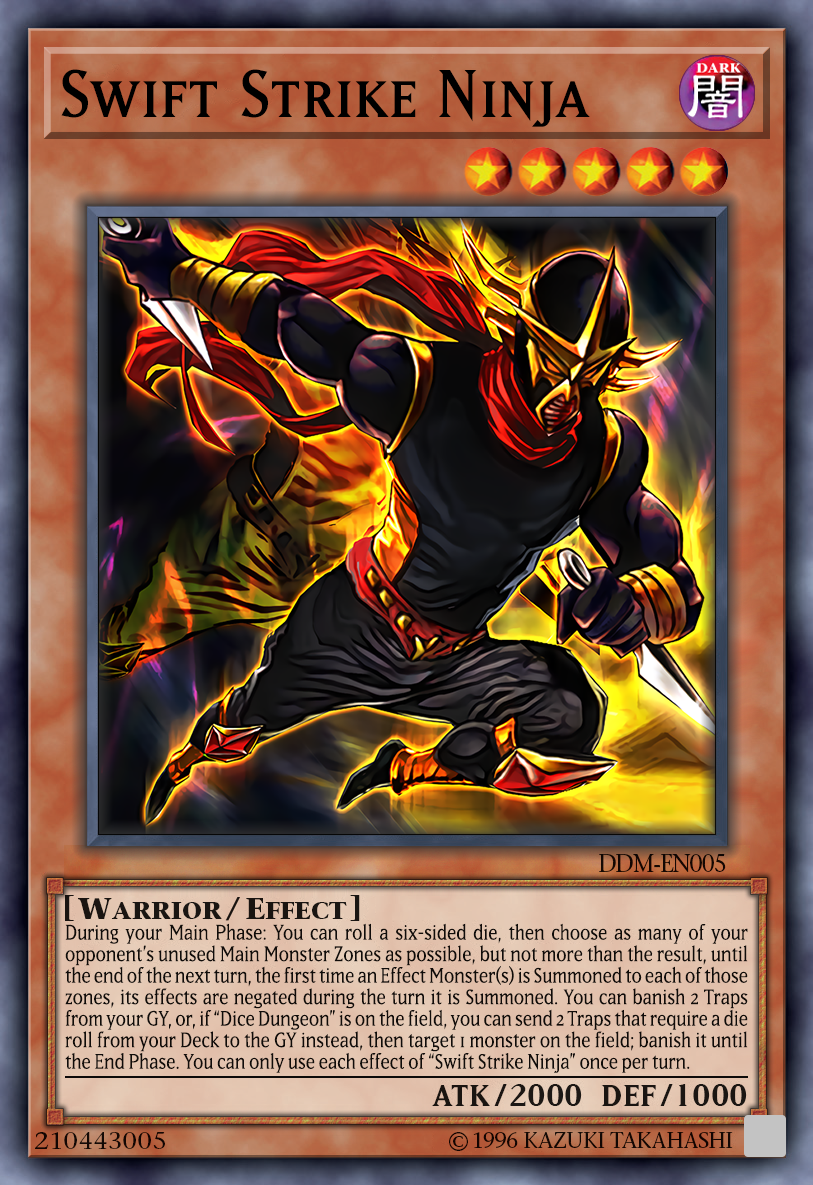 Swift Strike Ninja
DARK
闇
DDM-EN005
[Warrior/Effect]
During your Main Phase: You can roll a six-sided die, then choose as many of your
opponent's unused Main Monster Zones as possible, but not more than the result, until
the end of the next turn, the first time an Effect Monster(s) is Summoned to each of those
zones, its effects are negated during the turn it is Summoned. You can banish 2 Traps
from your GY, or, if “Dice Dungeon” is on the field, you can send 2 Traps that require a die
roll from your Deck to the GY instead, then target 1 monster on the field; banish it until
the End Phase. You can only use each effect of “Swift Strike Ninja” once per turn.
ATK/2000 DEF/1000
210443005 © 1996 KAZUKI TAKAHASHI